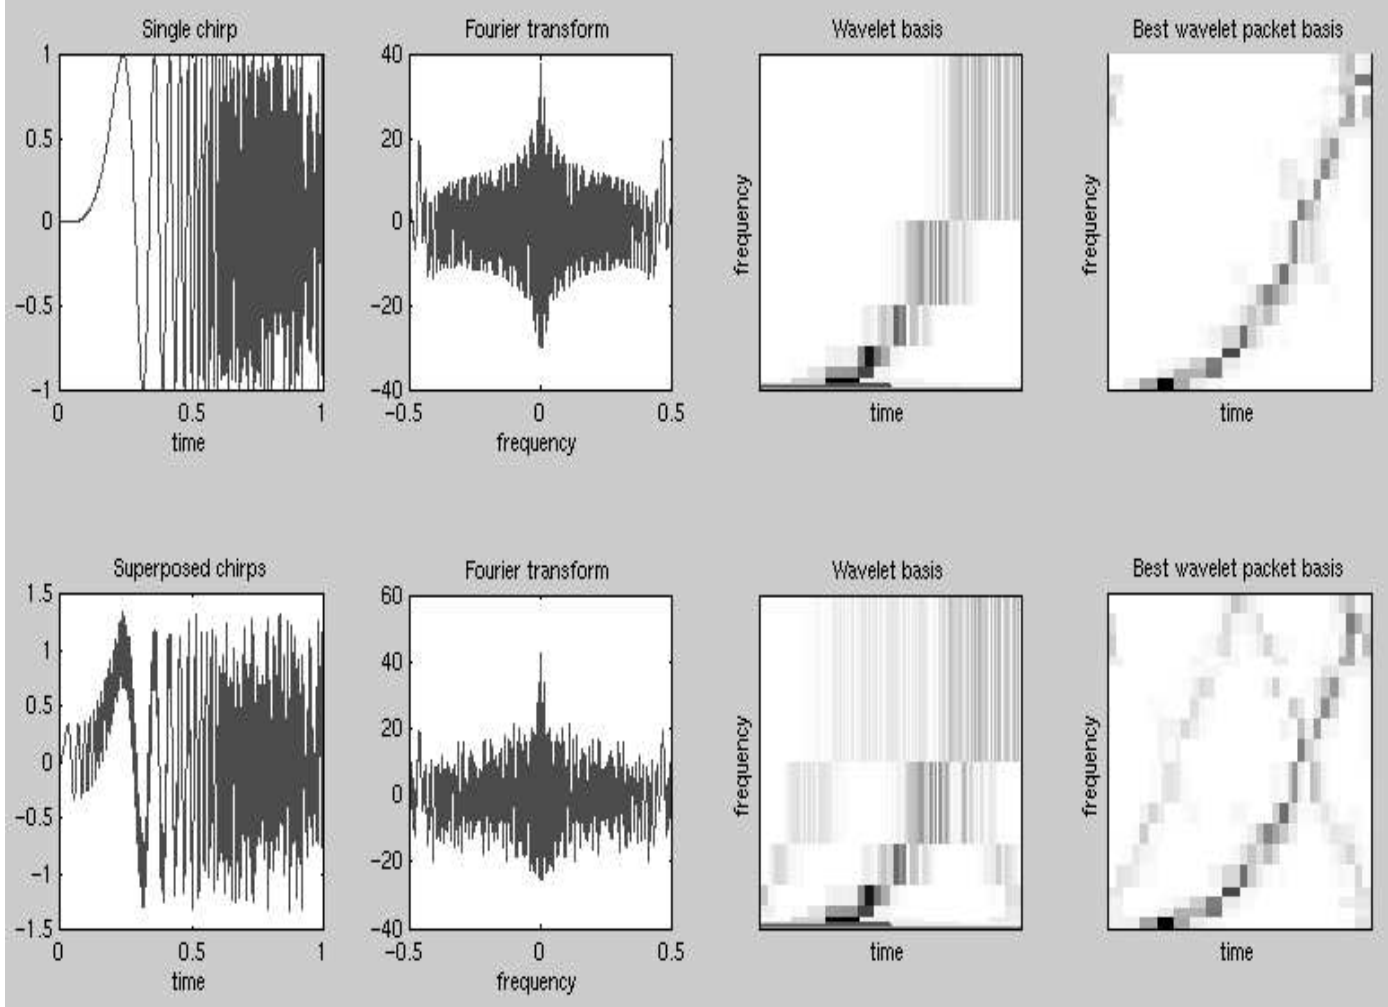 Single chirp
1
0.5
0
−0.5
−1
0 0.5 1
time
Fourier transform
40
20
0
−20
−40
−0.5 0 0.5
frequency
Wavelet basis
frequency
time
Best wavelet packet basis
frequency
time
Superposed chirps
1.5
1
0.5
0
−0.5
−1
−1.5
0 0.5 1
time
Fourier transform
60
40
20
0
−20
−40
−0.5 0 0.5
frequency
Wavelet basis
frequency
time
Best wavelet packet basis
frequency
time